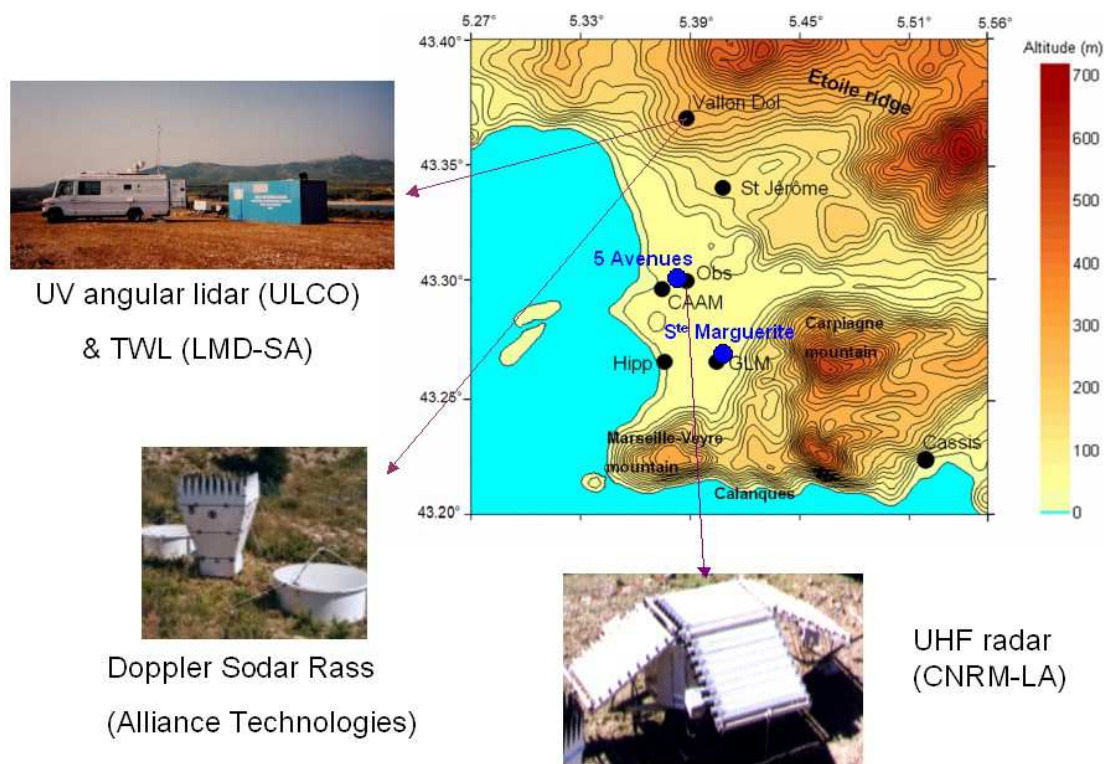 5.27 5.33 5.39 5.45 5.51 5.56
43.40
43.35
43.30
43.25
43.20
Altitude (m)
700
600
500
400
300
200
100
0
Etoile ridge
Vallon Dol
St Jérôme
5 Avenues
Obs
CAAM
Ste Marguerite
Carpiagne
mountain
Hipp
GLM
Marseille-Veyre
mountain
Cassis
Calanques
UV angular lidar (ULCO)
& TWL (LMD-SA)
Doppler Sodar Rass
(Alliance Technologies)
UHF radar
(CNRM-LA)